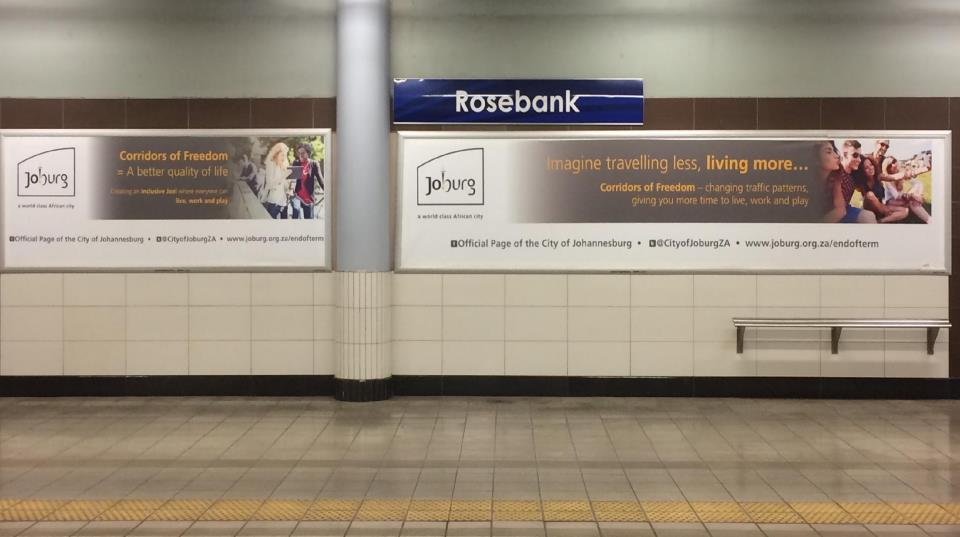 Rosebank
Corridors of Freedom
= A better quality of life
Creating an inclusive Jozi where everyone can
live, work and play
Joburg
a world class African city
Official Page of the City of Johannesburg • @CityofJoburgZA • www.joburg.org.za/endofterm
Imagine travelling less, living more...
Corridors of Freedom – changing traffic patterns,
giving you more time to live, work and play
Joburg
a world class African city
Official Page of the City of Johannesburg • @CityofJoburgZA • www.joburg.org.za/endofterm